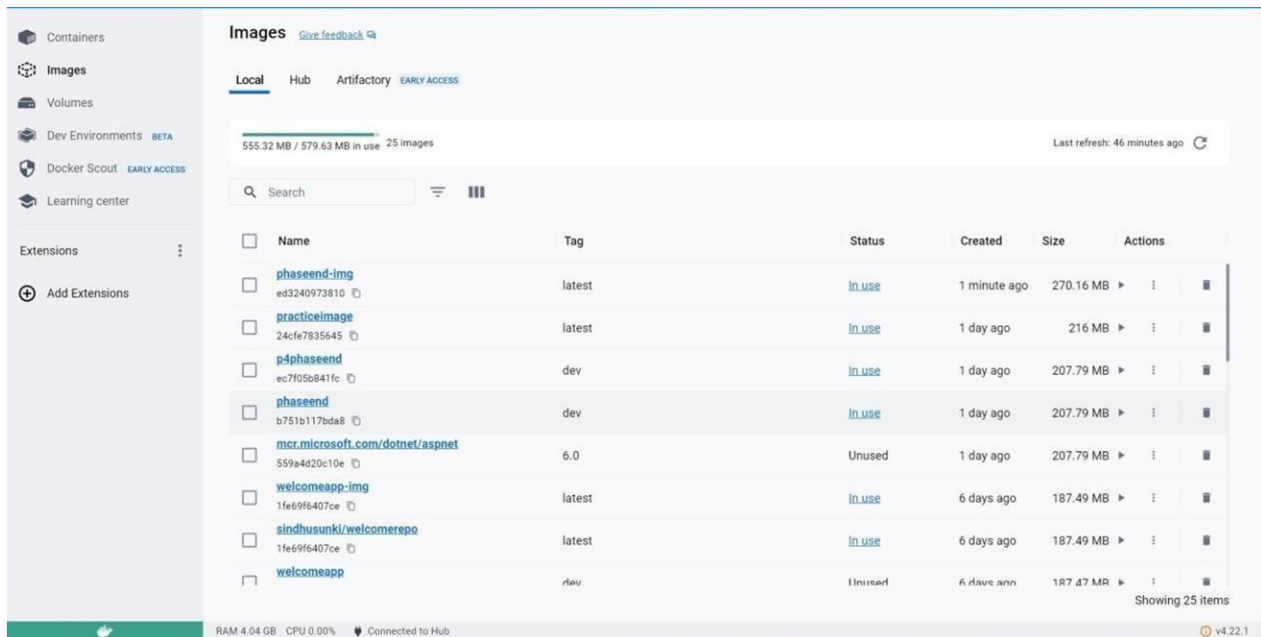 Containers
Images
Volumes
Dev Environments BETA
Docker Scout EARLY ACCESS
Learning center
Extensions
Add Extensions
Images Give feedback
Local Hub Artifactory EARLY ACCESS
555.32 MB / 579.63 MB in use 25 images Last refresh: 46 minutes ago
Search
Name Tag Status Created Size Actions
phaseend-img
ed3240973810
latest In use 1 minute ago 270.16 MB
practiceimage
24cfe7835645
latest In use 1 day ago 216 MB
p4phaseend
ec7f05b841fc
dev In use 1 day ago 207.79 MB
phaseend
b751b117bda8
dev In use 1 day ago 207.79 MB
mcr.microsoft.com/dotnet/aspnet
559a4d20c10e
6.0 Unused 1 day ago 207.79 MB
welcomeapp-img
1fe69f6407ce
latest In use 6 days ago 187.49 MB
sindhusunki/welcomerepo
1fe69f6407ce
latest In use 6 days ago 187.49 MB
welcomeapp
dev Unused 6 days ago 187.47 MB
Showing 25 items
RAM 4.04 GB CPU 0.00% Connected to Hub v4.22.1